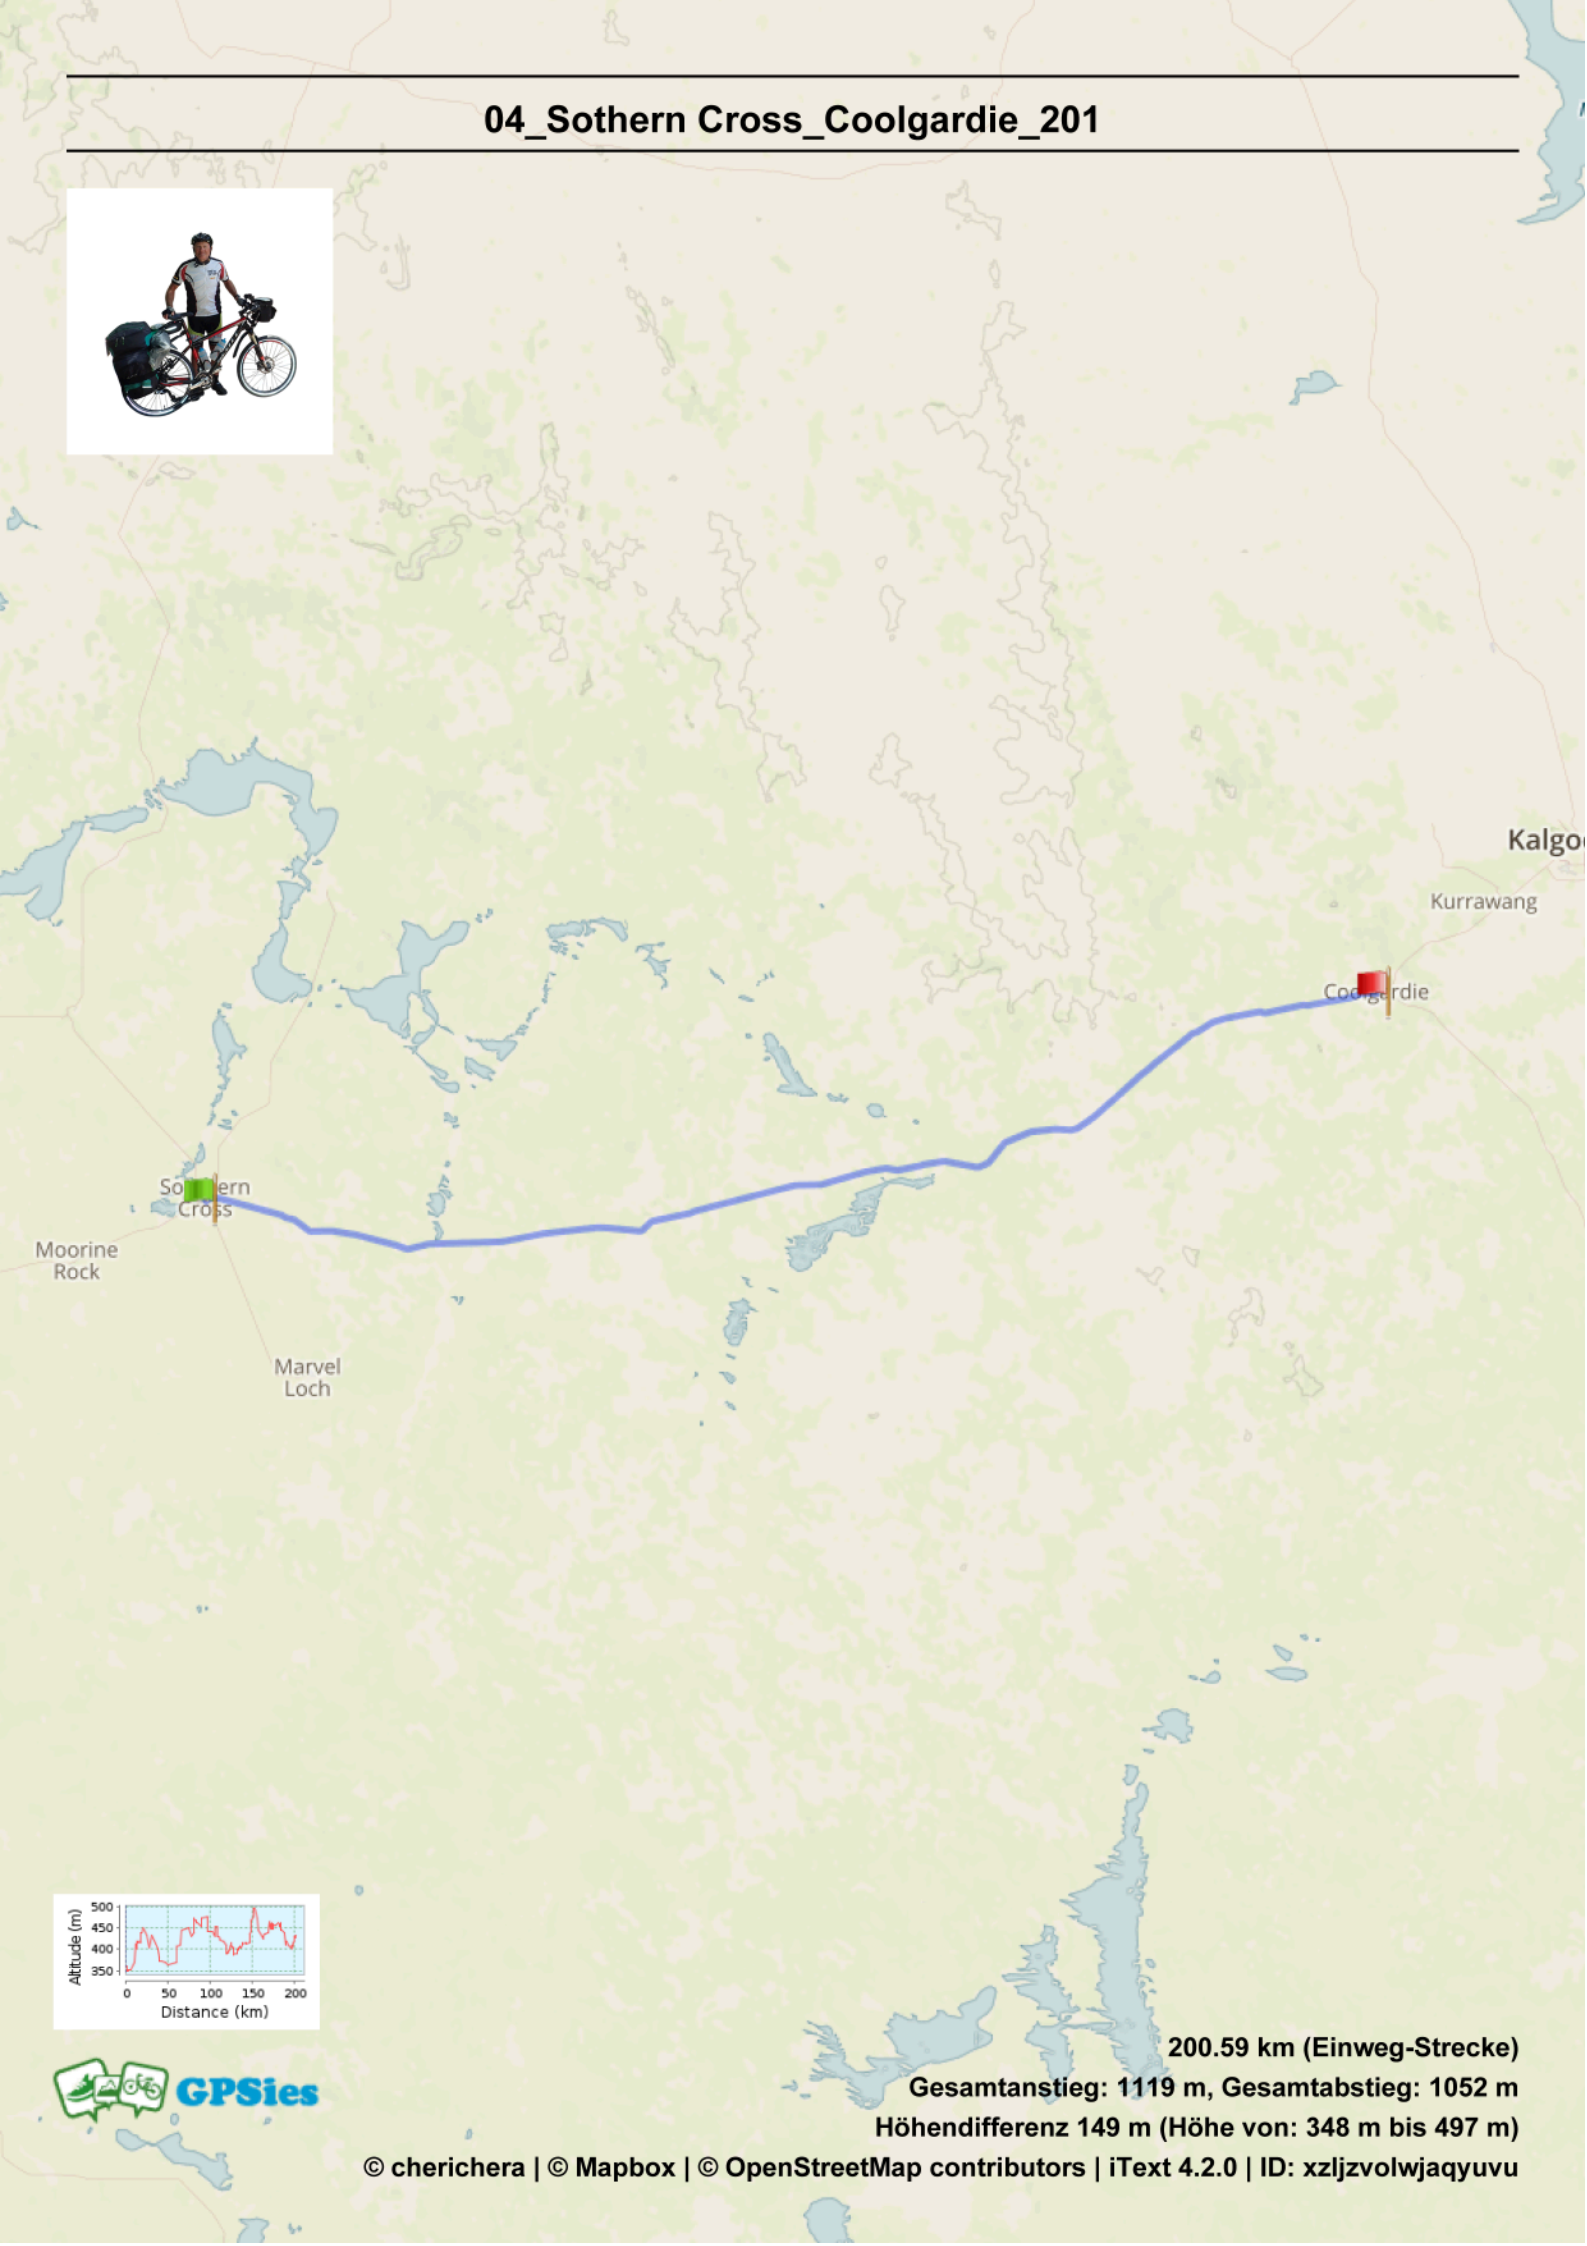 04_Sothern Cross_Coolgardie_201
Kurrawang
Coolgardie
Cross
Moorine
Rock
Marvel
Loch
Altitude (m)
500
450
400
350
0 50 100 150 200
Distance (km)
GPSies
200.59 km (Einweg-Strecke)
Gesamtanstieg: 1119 m, Gesamtabstieg: 1052 m
Höhendifferenz 149 m (Höhe von: 348 m bis 497 m)
© cherichera | © Mapbox | © OpenStreetMap contributors | iText 4.2.0 | ID: xzljzvolwjaqyuvu